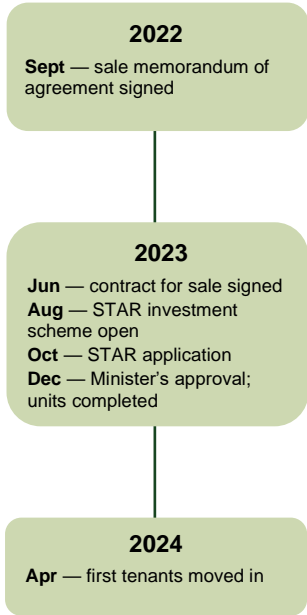 2022
Sept — sale memorandum of
agreement signed
2023
Jun — contract for sale signed
Aug — STAR investment
scheme open
Oct — STAR application
Dec — Minister's approval;
units completed
2024
Apr — first tenants moved in